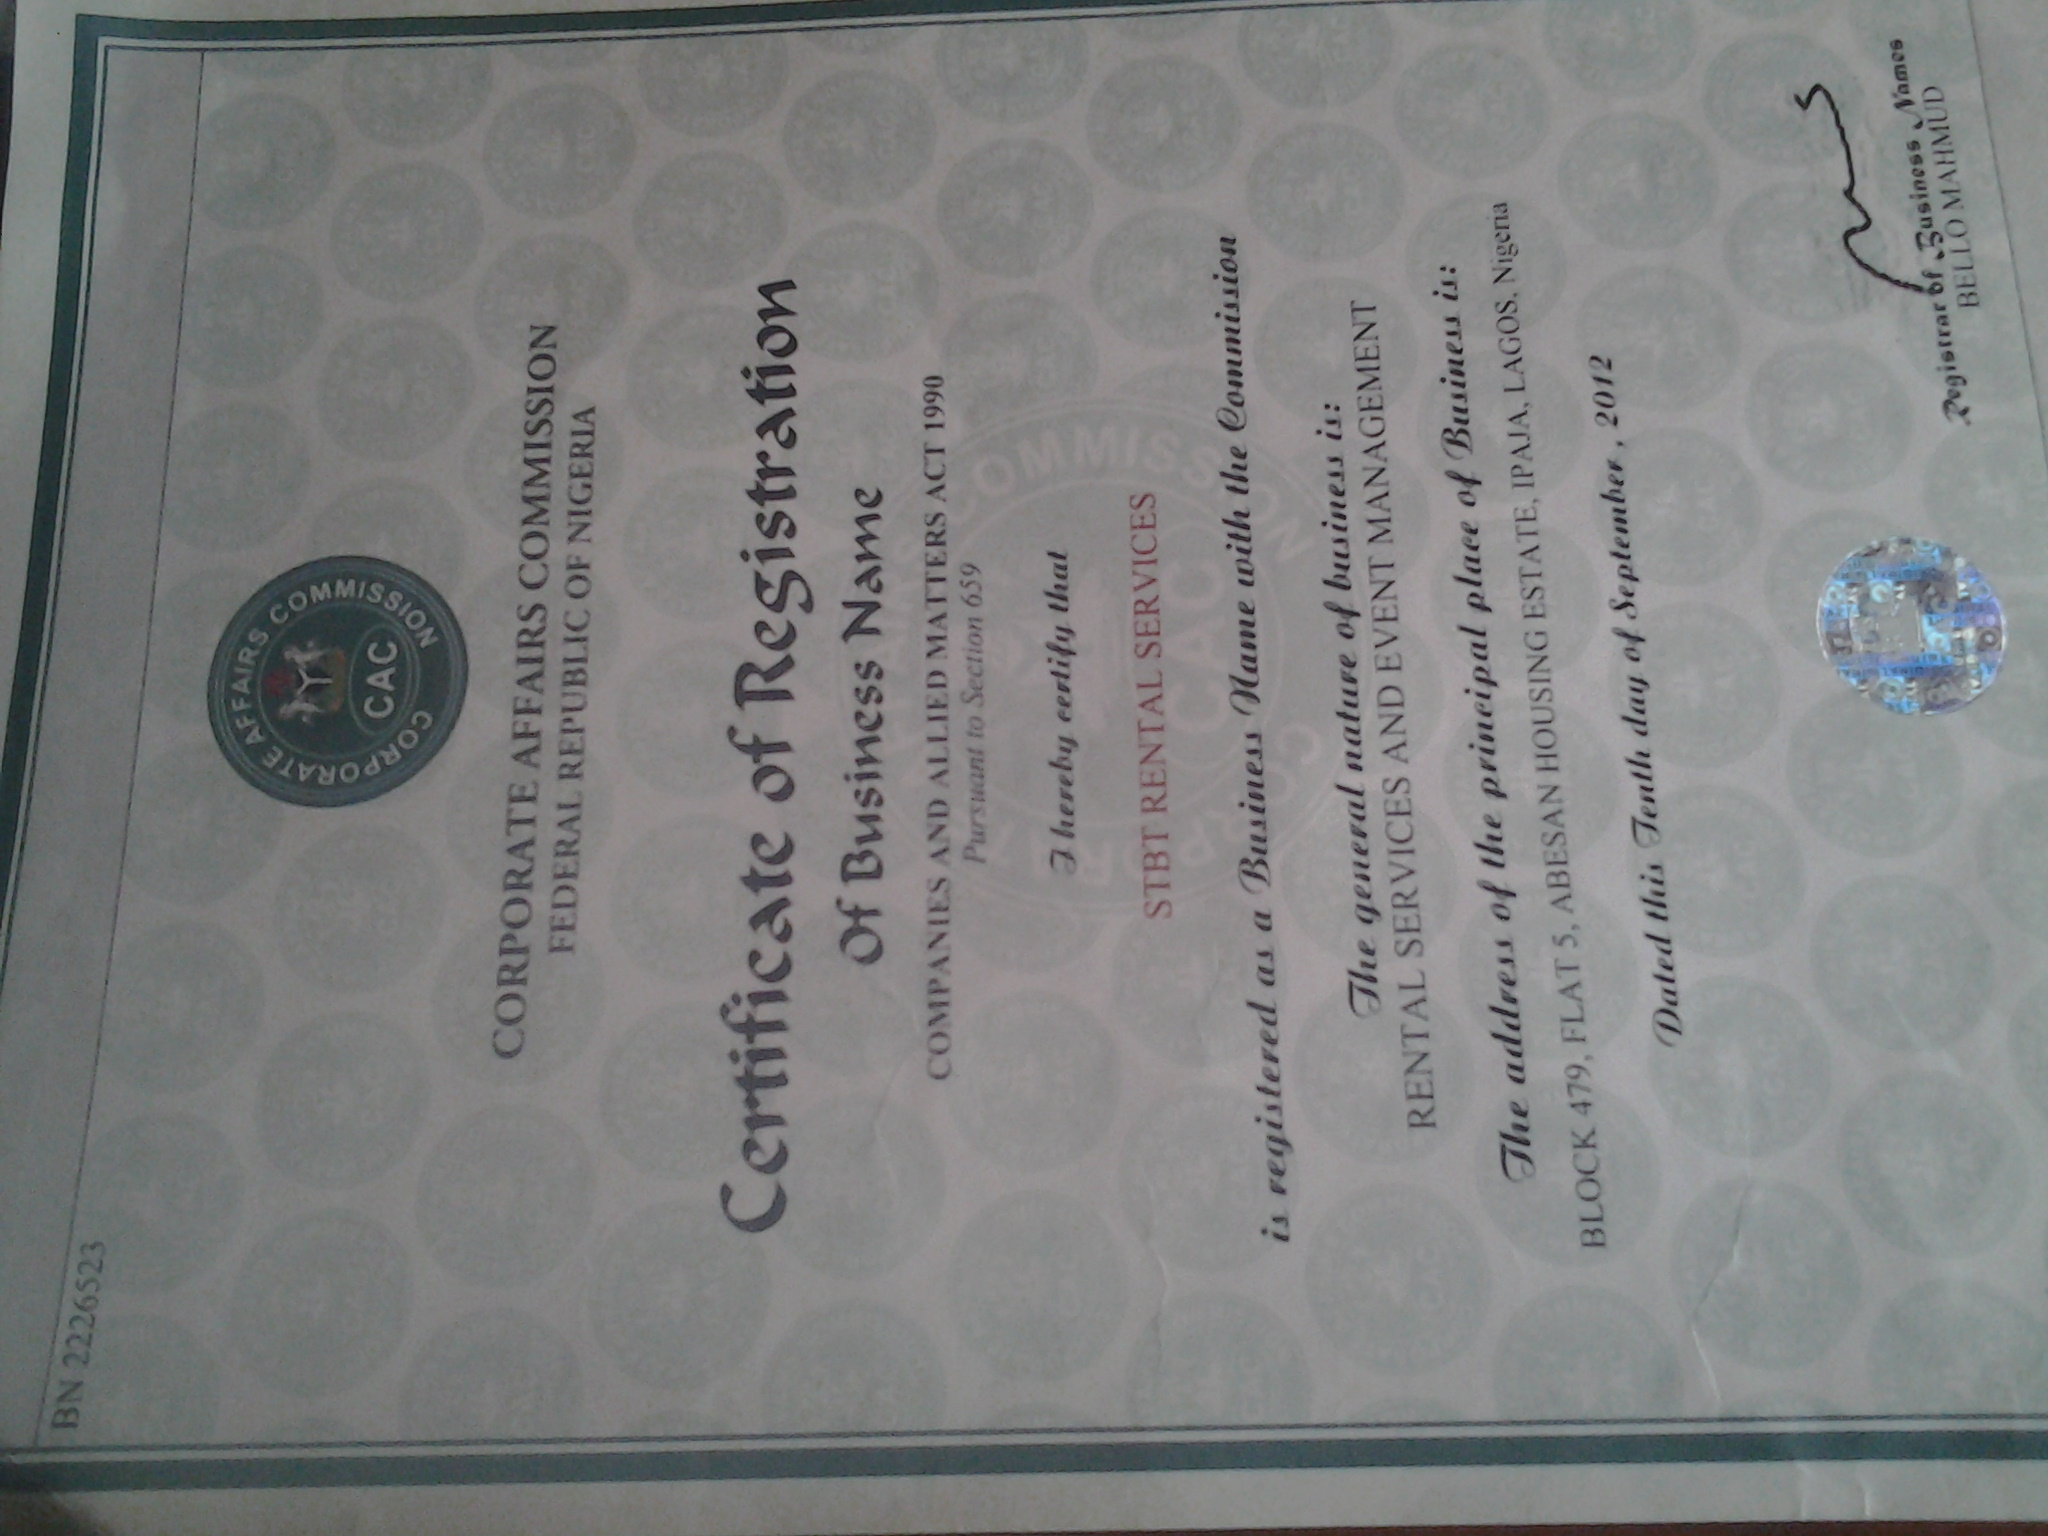 BN 2226523
CORPORATE AFFAIRS COMMISSION
CAC
CORPORATE AFFAIRS COMMISSION
FEDERAL REPUBLIC OF NIGERIA
Certificate of Registration
Of Business Name
COMPANIES AND ALLIED MATTERS ACT 1990
Pursuant to Section 659
I hereby certify that
STBT RENTAL SERVICES
is registered as a Business Name with the Commission
The general nature of business is:
RENTAL SERVICES AND EVENT MANAGEMENT
The address of the principal place of Business is:
BLOCK 479, FLAT 5, ABESAN HOUSING ESTATE, IPAJA, LAGOS, Nigeria
Dated this Tenth day of September, 2012
Registrar of Business Names
BELLO MAHMUD